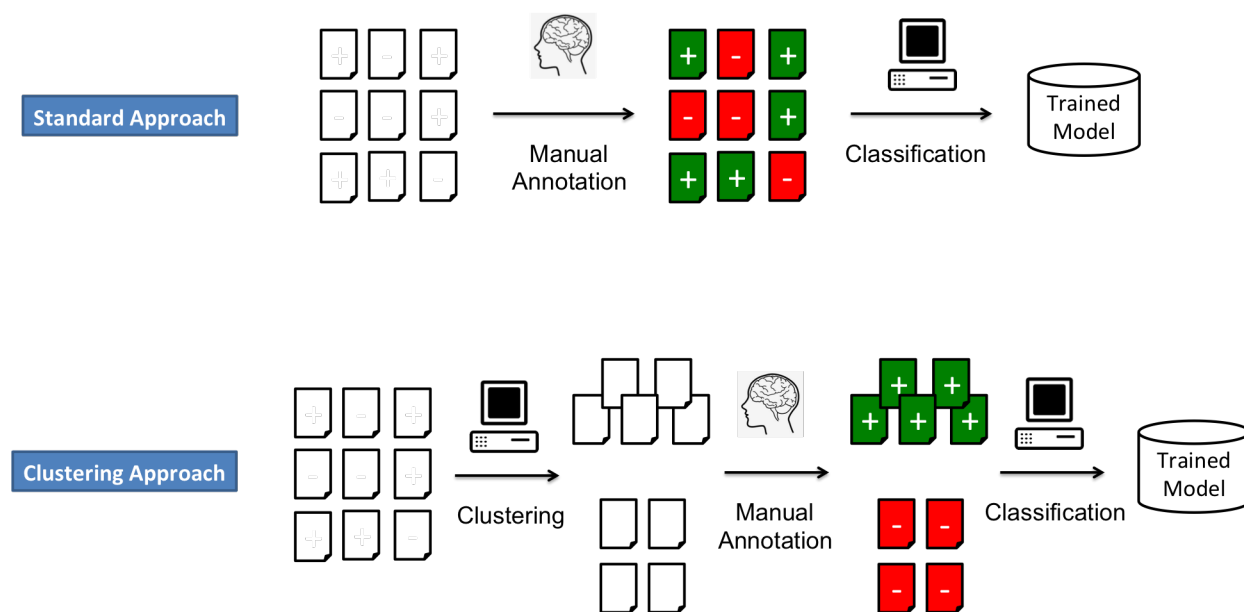 + - +
+ - +
Standard Approach
- - +
- - +
Trained
Model
Manual
Annotation
Classification
+ + -
+ + -
+ +
+ - +
+ + +
Clustering Approach
- - +
Trained
Model
Clustering
Manual
Annotation
Classification
- -
+ + -
- -